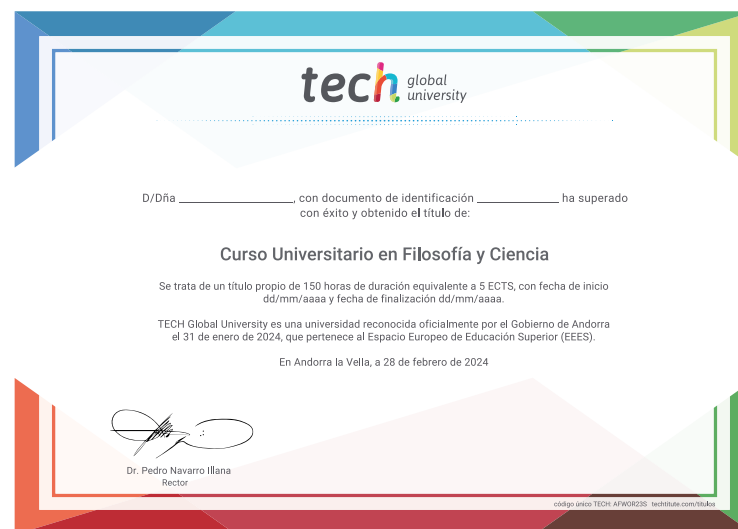 tech global university
D/Dña ____________________, con documento de identificación ______________ ha superado
con éxito y obtenido el título de:
Curso Universitario en Filosofía y Ciencia
Se trata de un título propio de 150 horas de duración equivalente a 5 ECTS, con fecha de inicio
dd/mm/aaaa y fecha de finalización dd/mm/aaaa.
TECH Global University es una universidad reconocida oficialmente por el Gobierno de Andorra
el 31 de enero de 2024, que pertenece al Espacio Europeo de Educación Superior (EEES).
En Andorra la Vella, a 28 de febrero de 2024
Dr. Pedro Navarro Illana
Rector
código único TECH: AFWOR23S techtitute.com/titulos